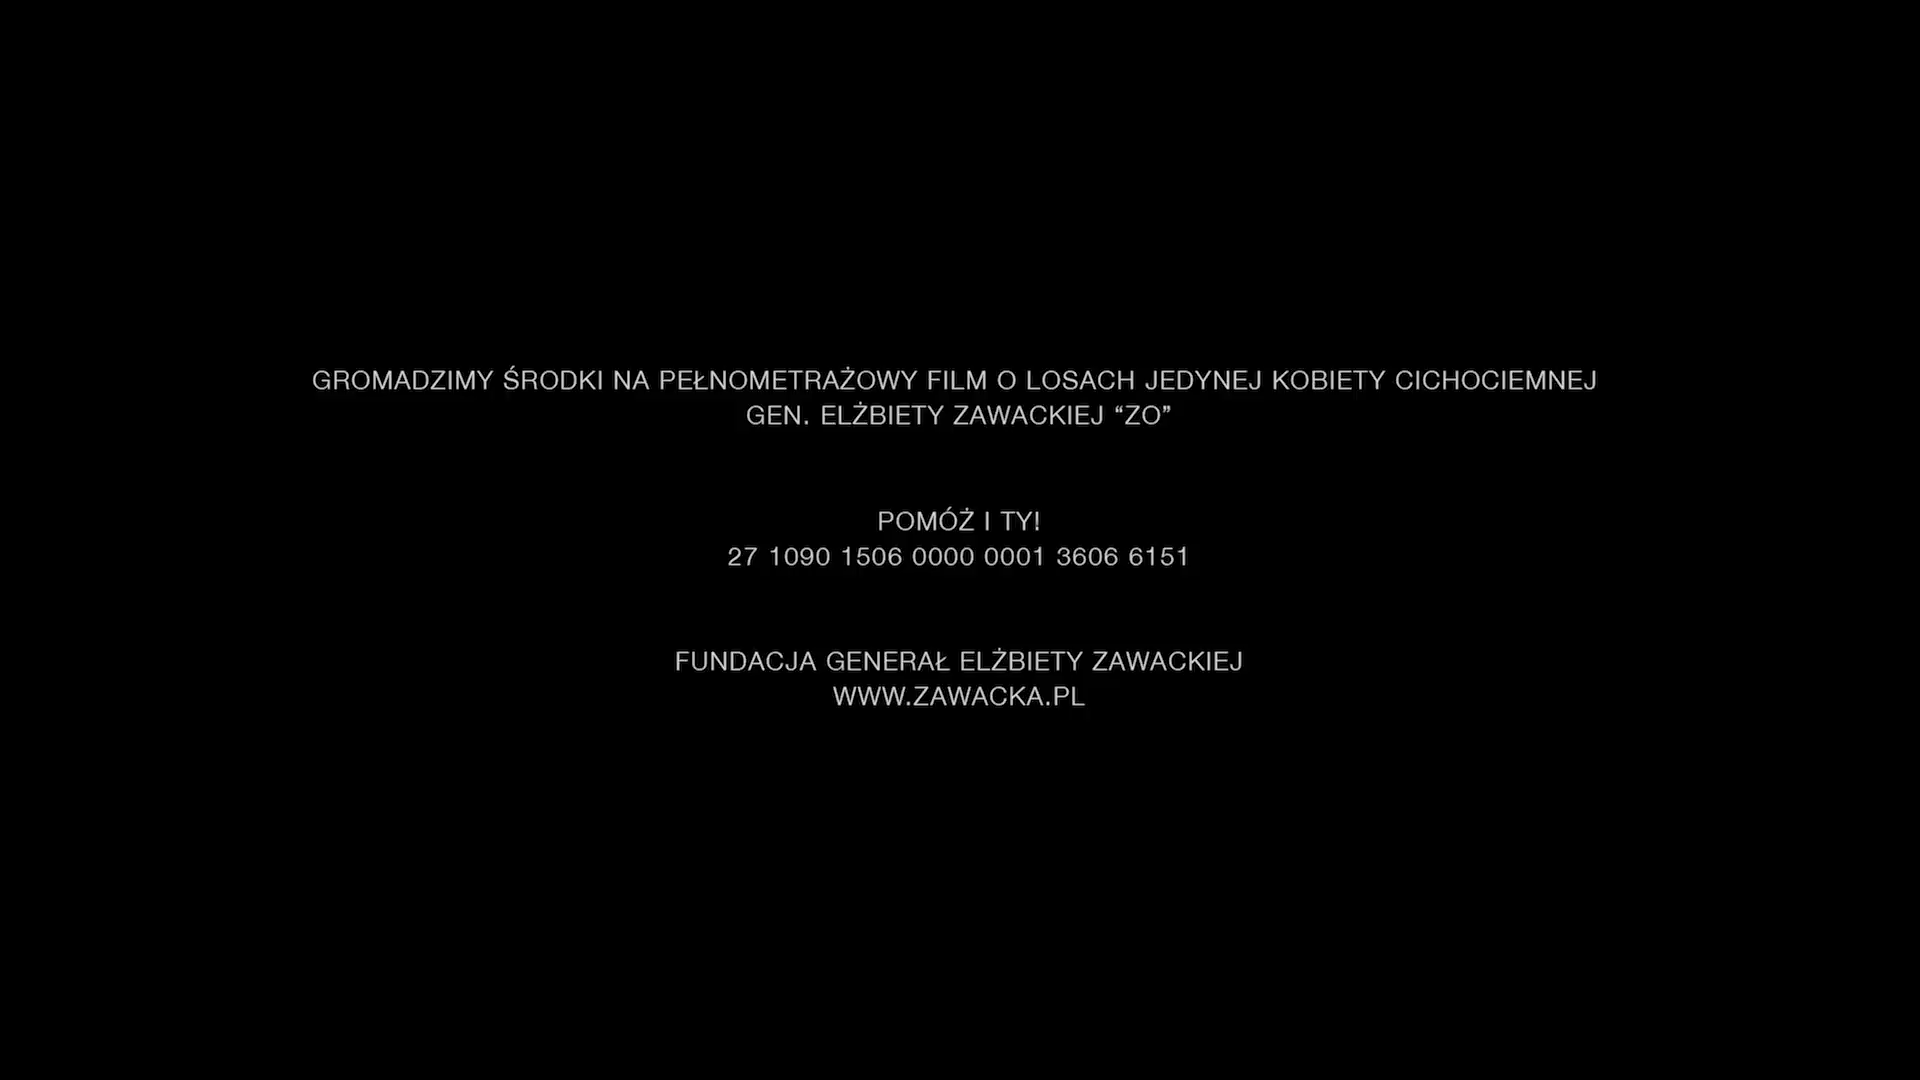 GROMADZIMY ŚRODKI NA PEŁNOMETRAŻOWY FILM O LOSACH JEDYNEJ KOBIETY CICHOCIEMNEJ
GEN. ELŻBIETY ZAWACKIEJ “ZO”
POMÓŻ I TY!
27 1090 1506 0000 0001 3606 6151
FUNDACJA GENERAŁ ELŻBIETY ZAWACKIEJ
WWW.ZAWACKA.PL